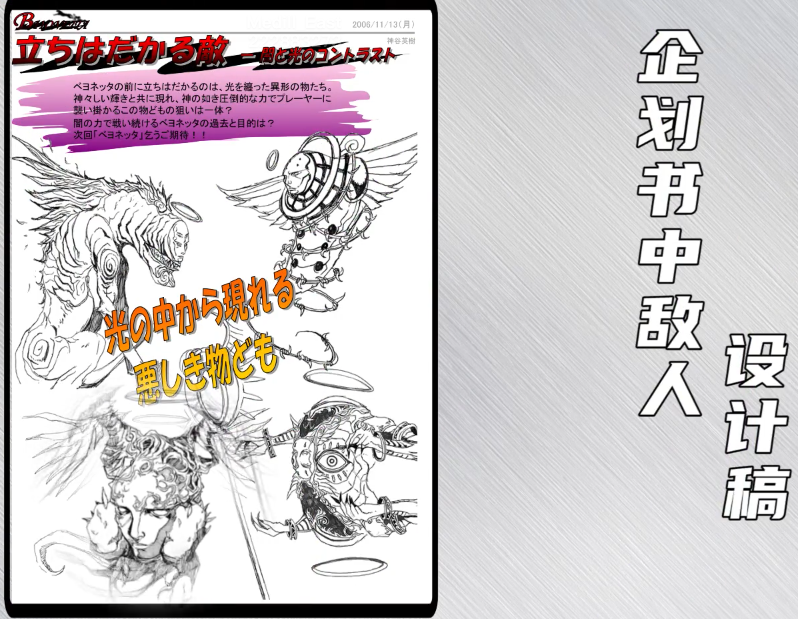 Bayonetta
2006/11/13(月)
神谷英樹
立ちはだかる敵 ー闇と光のコントラスト
ベヨネッタの前に立ちはだかるのは、光を纏った異形の物たち。
神々しい輝きと共に現れ、神の如き圧倒的な力でプレーヤーに
襲い掛かるこの物どもの狙いは一体？
闇の力で戦い続けるベヨネッタの過去と目的は？
次回「ベヨネッタ」乞うご期待！！
光の中から現れる
悪しき物ども
企划书中敌人
设计稿